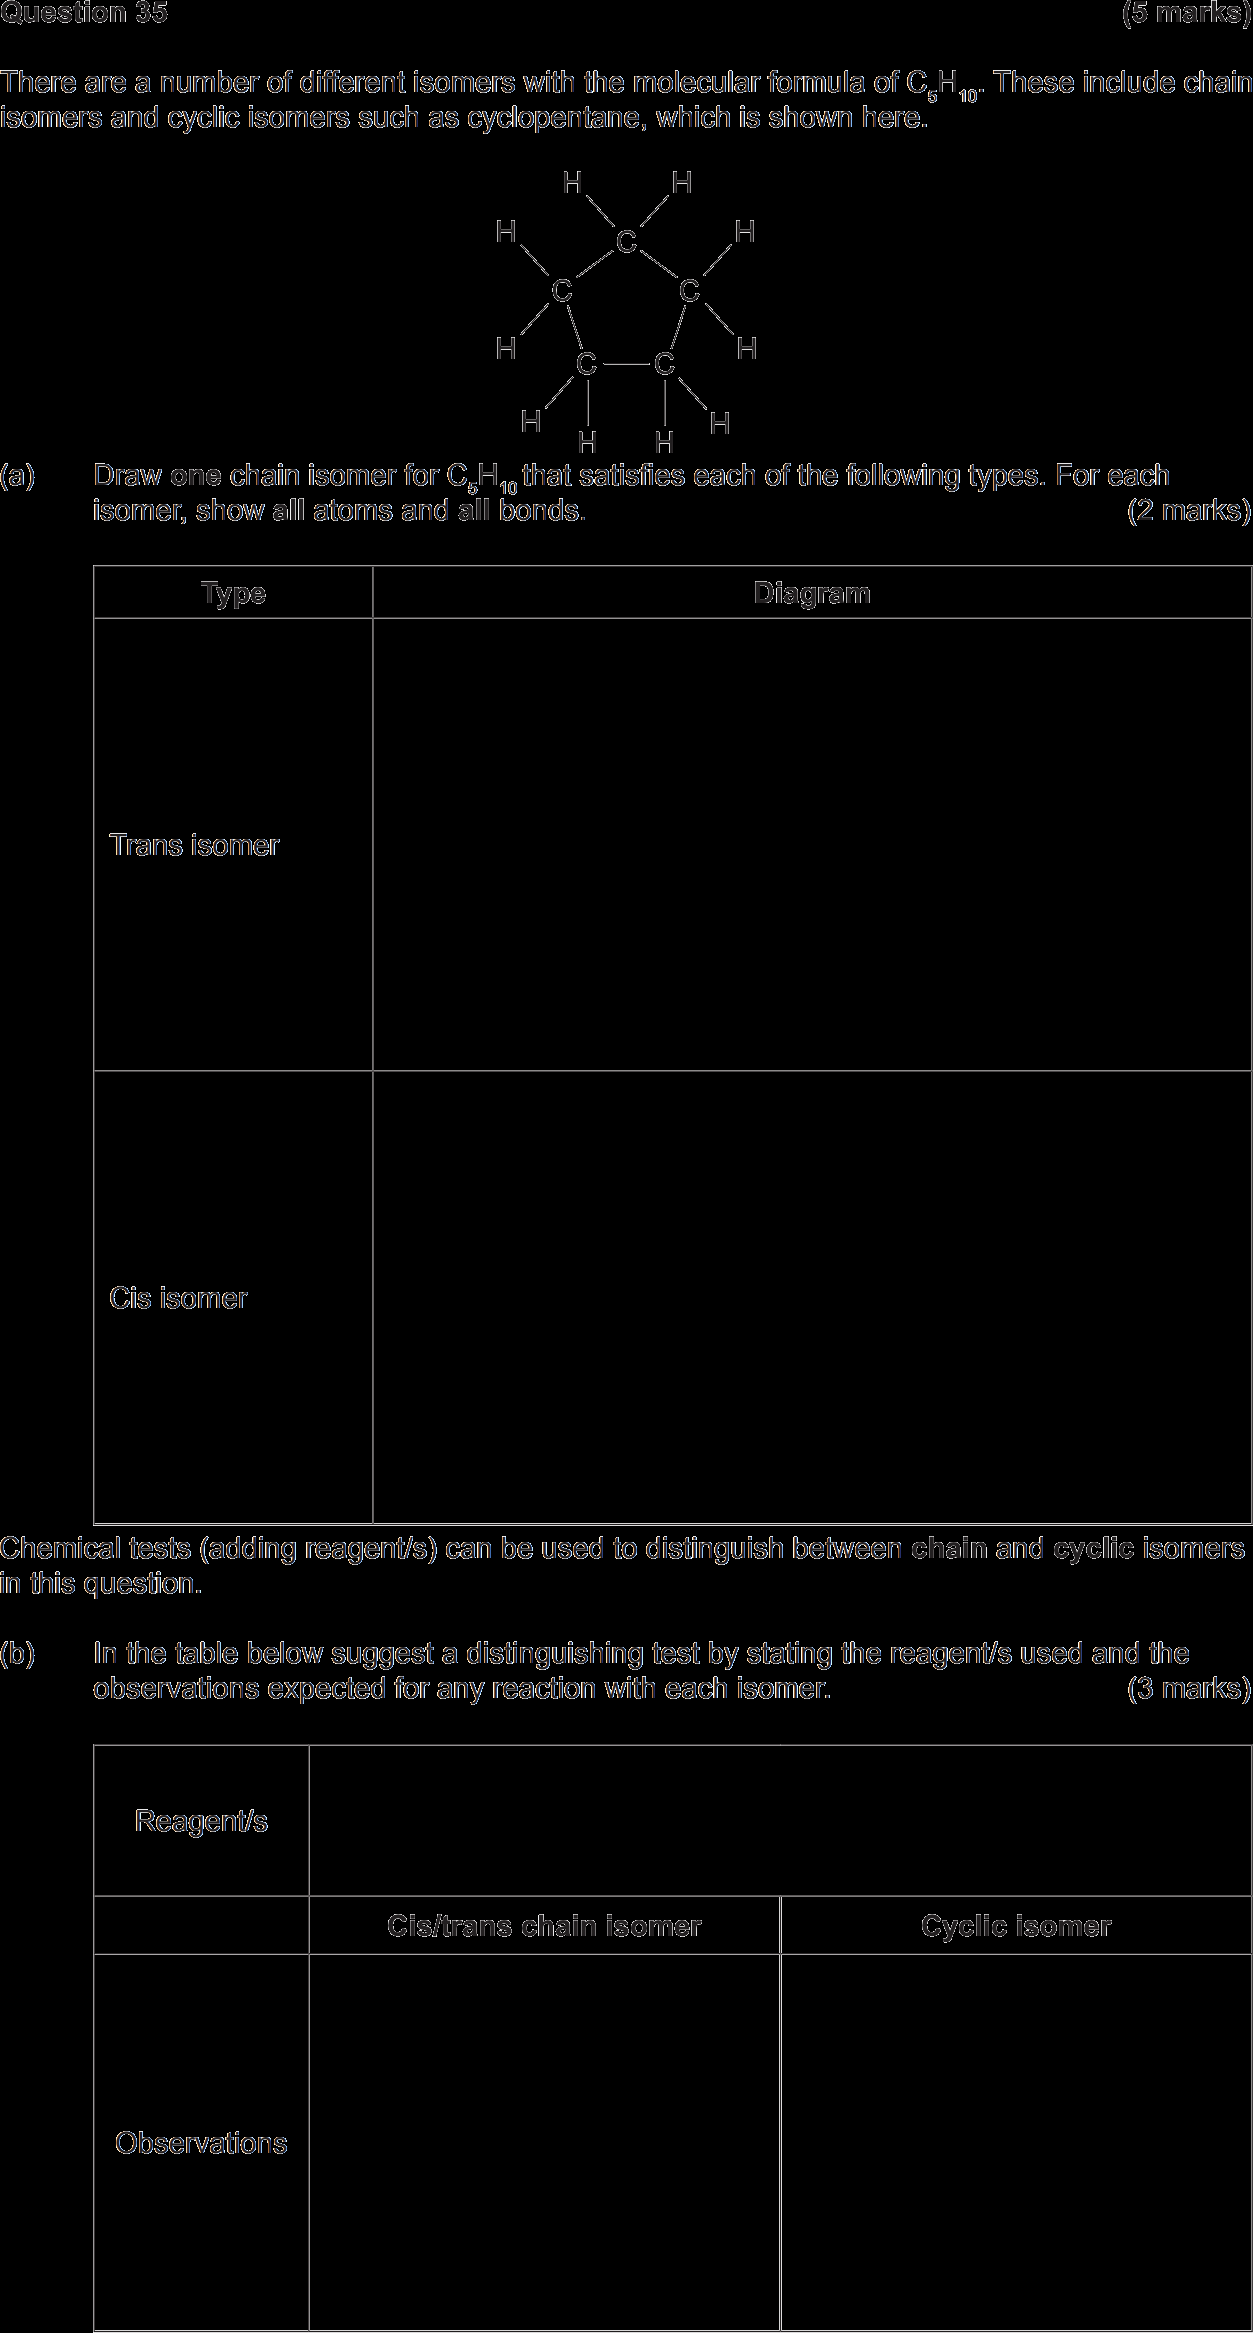 Question 35 (5 marks)
There are a number of different isomers with the molecular formula of C5H10. These include chain
isomers and cyclic isomers such as cyclopentane, which is shown here.
H H
H C H
C C
H H
C C
H H H H
(a) Draw one chain isomer for C5H10 that satisfies each of the following types. For each
isomer, show all atoms and all bonds. (2 marks)
Type Diagram
Trans isomer
Cis isomer
Chemical tests (adding reagent/s) can be used to distinguish between chain and cyclic isomers
in this question.
(b) In the table below suggest a distinguishing test by stating the reagent/s used and the
observations expected for any reaction with each isomer. (3 marks)
Reagent/s
Cis/trans chain isomer Cyclic isomer
Observations